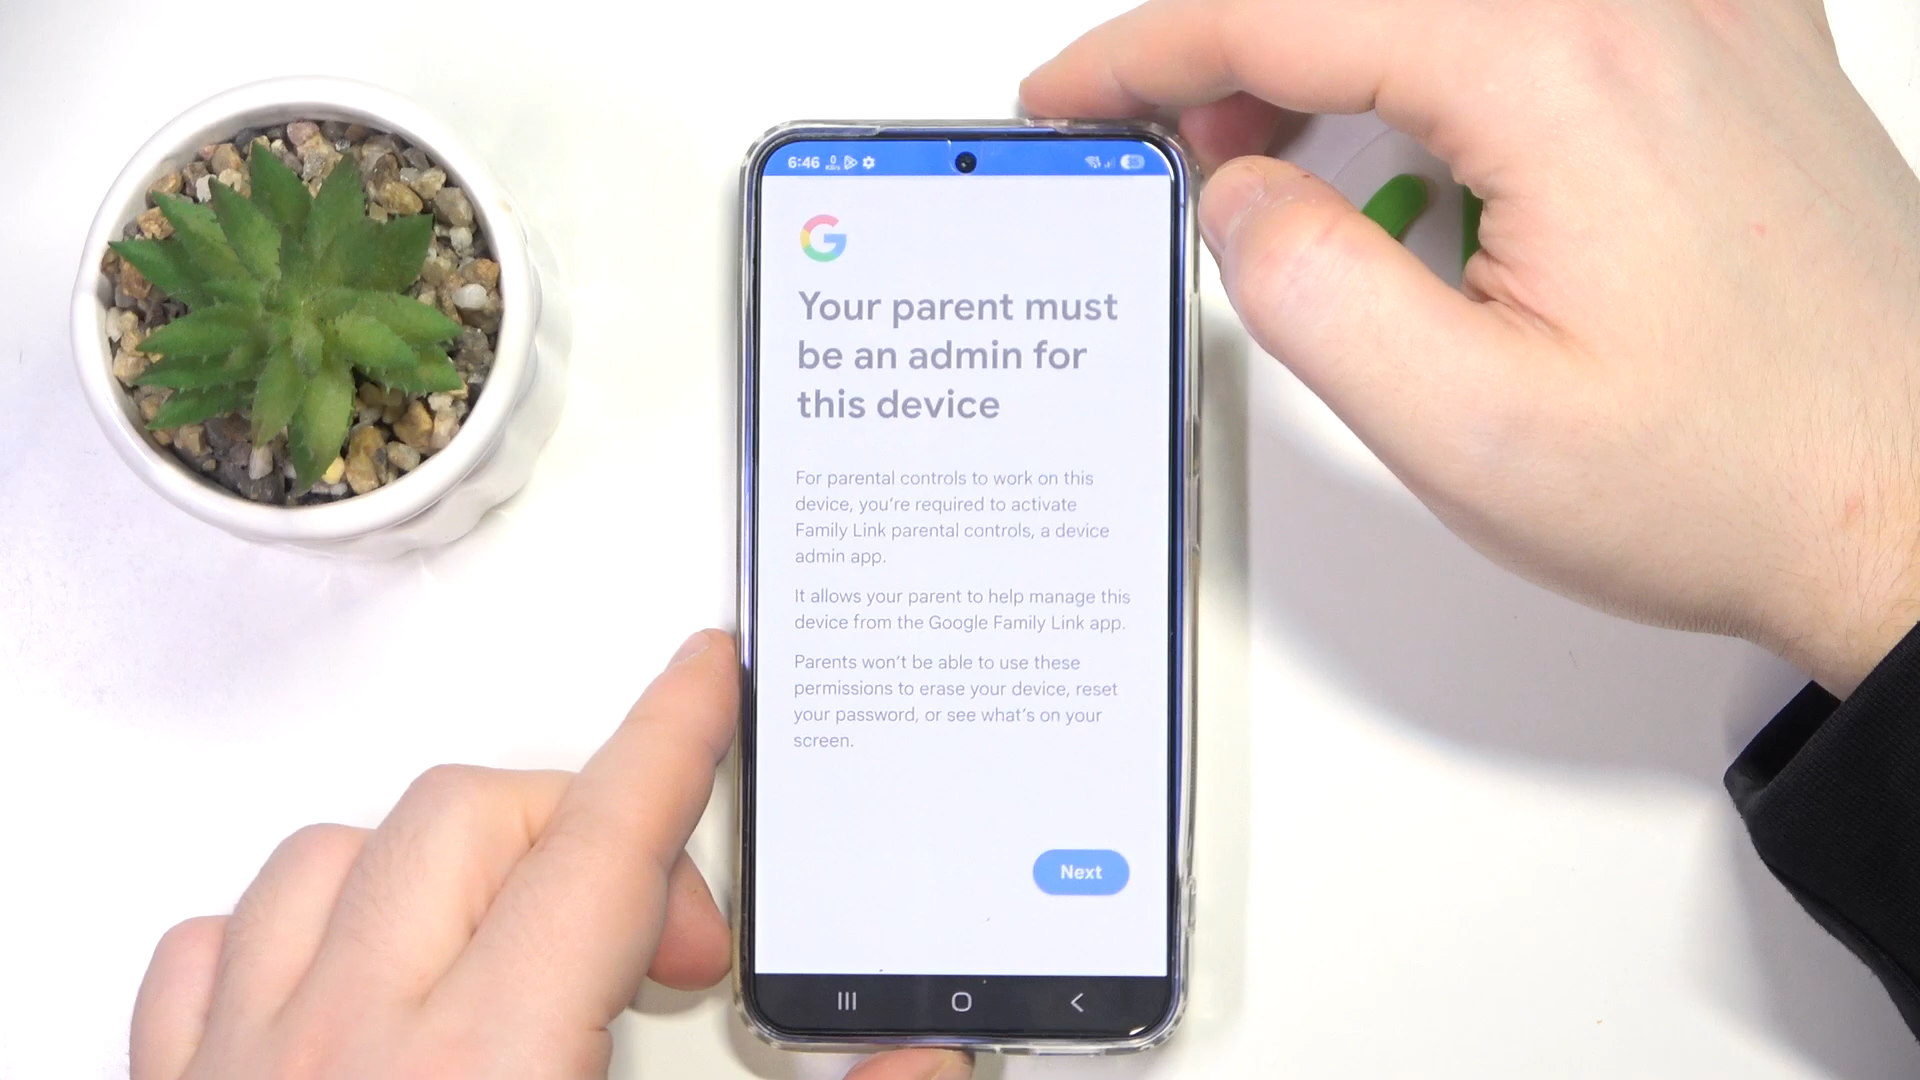 6:46
Your parent must
be an admin for
this device
For parental controls to work on this
device, you're required to activate
Family Link parental controls, a device
admin app.
It allows your parent to help manage this
device from the Google Family Link app.
Parents won't be able to use these
permissions to erase your device, reset
your password, or see what's on your
screen.
Next